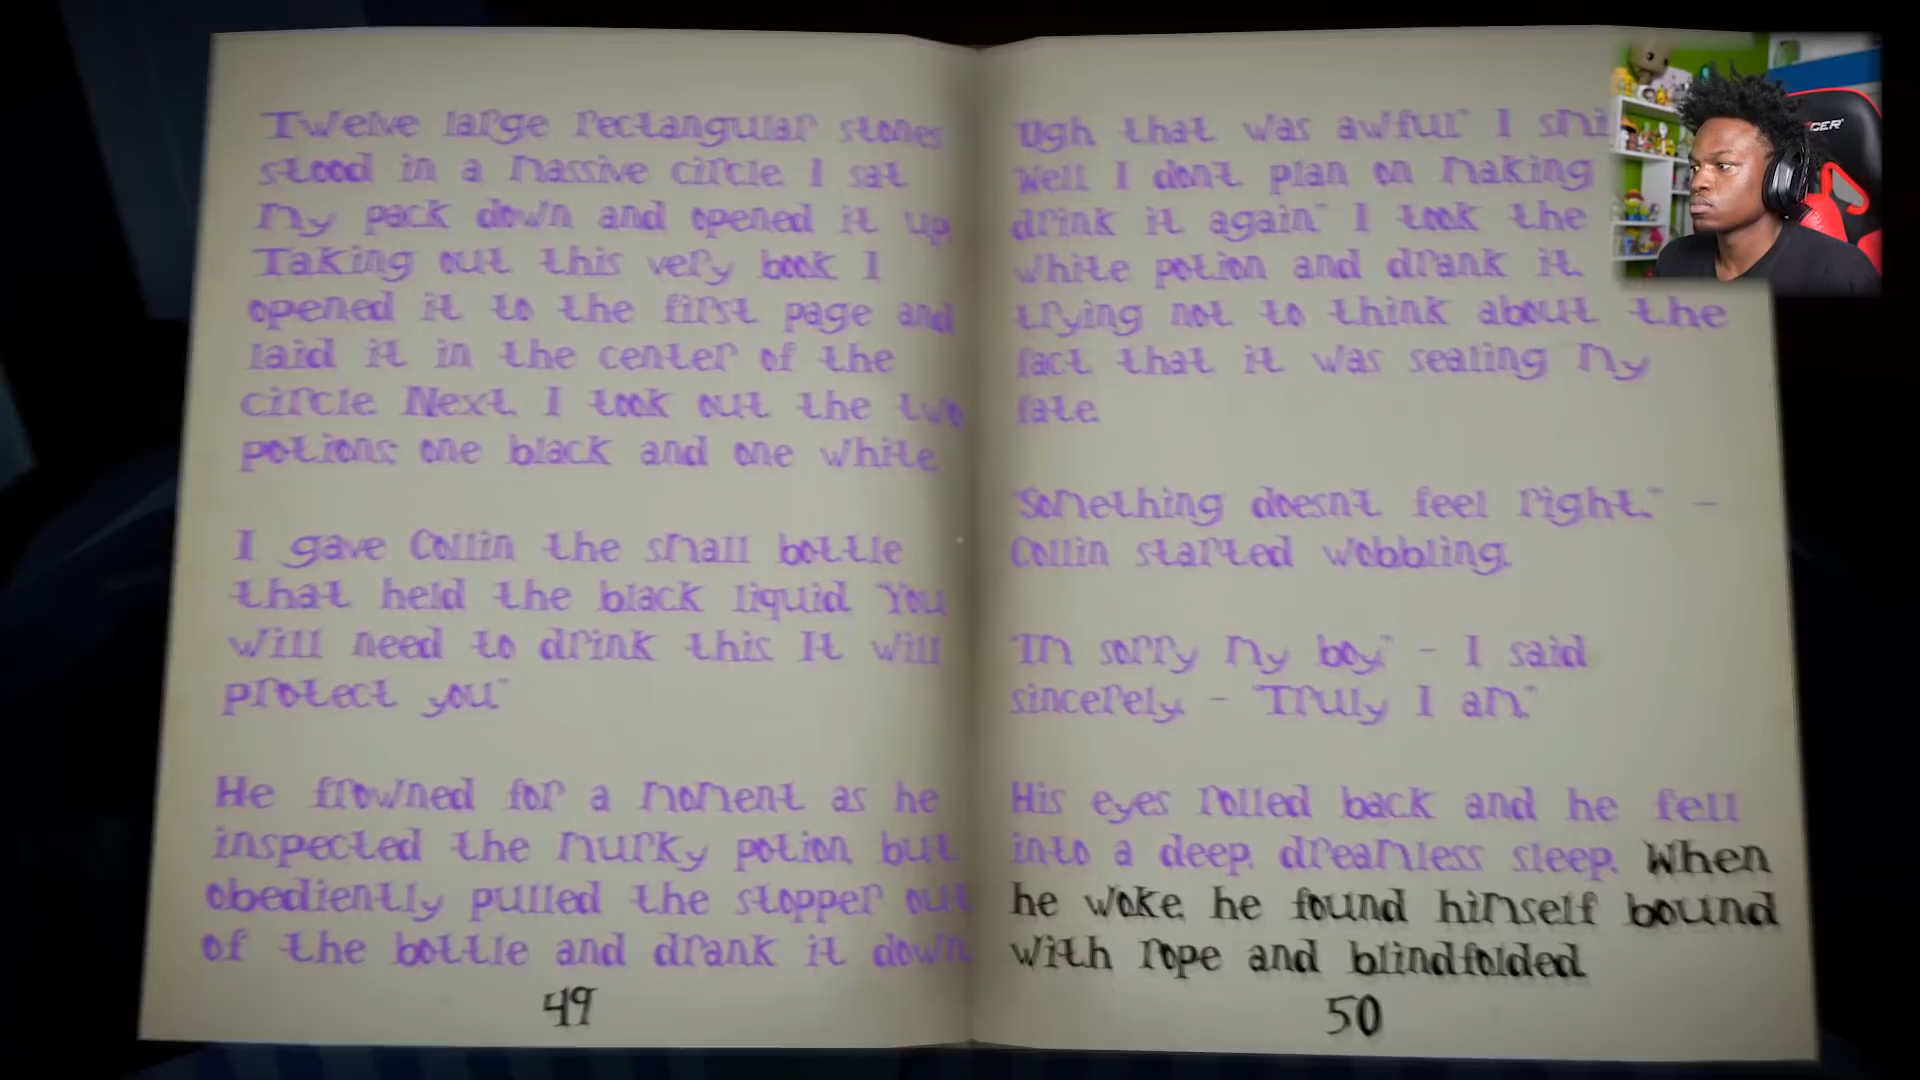 Twelve large rectangular stones
stood in a massive circle I sat
my pack down and opened it up.
Taking out this very book I
opened it to the first page and
laid it in the center of the
circle. Next, I took out the two
potions: one black and one white
I gave Collin the small bottle
that held the black liquid "You
will need to drink this It will
protect you"
He frowned for a moment as he
inspected the murky potion but
obediently pulled the stopper out
of the bottle and drank it down
49
Ugh that was awful" I
Well I don't plan on making
drink it again" I took the
white potion and drank it,
trying not to think about the
fact that it was sealing my
fate.
"Something doesn't feel right." -
Collin started wobbling.
"I'm sorry my boy." - I said
sincerely. - "Truly I am"
His eyes rolled back and he fell
into a deep, dreamless sleep. When
he woke, he found himself bound
with rope and blindfolded
50
CER